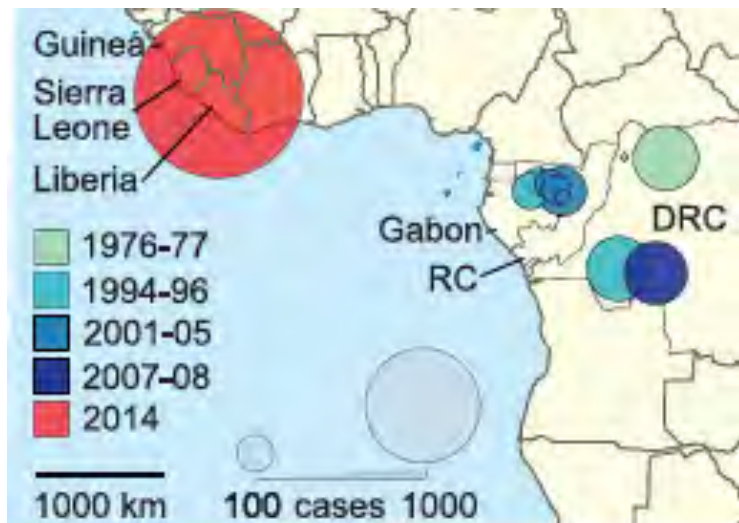 Guinea
Sierra
Leone
Liberia
Gabon
RC
DRC
1976-77
1994-96
2001-05
2007-08
2014
1000 km
100 cases 1000